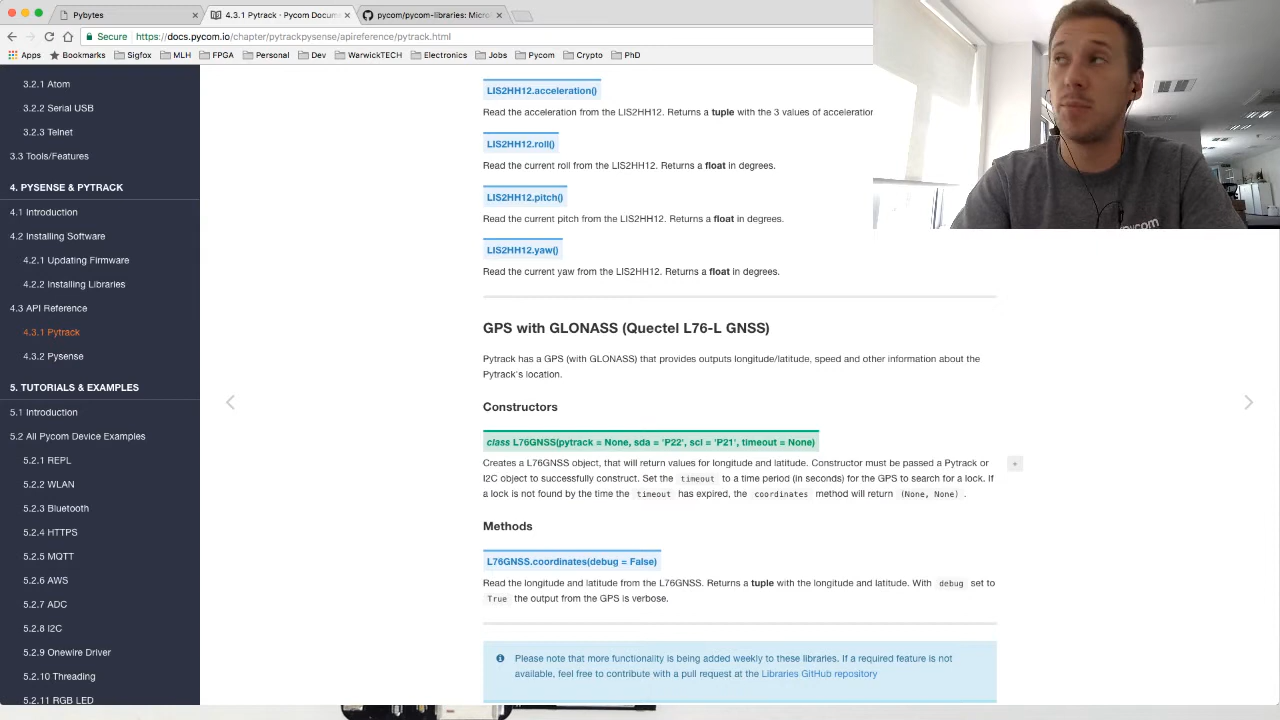 Pybytes
4.3.1 Pytrack · Pycom Docum
pycom/pycom-libraries: Micro
Secure
https://docs.pycom.io/chapter/pytrackpysense/apireference/pytrack.html
Apps
Bookmarks
Sigfox
MLH
FPGA
Personal
Dev
WarwickTECH
Electronics
Jobs
Pycom
Crypto
PhD
3.2.1 Atom
3.2.2 Serial USB
3.2.3 Telnet
3.3 Tools/Features
4. PYSENSE & PYTRACK
4.1 Introduction
4.2 Installing Software
4.2.1 Updating Firmware
4.2.2 Installing Libraries
4.3 API Reference
4.3.1 Pytrack
4.3.2 Pysense
5. TUTORIALS & EXAMPLES
5.1 Introduction
5.2 All Pycom Device Examples
5.2.1 REPL
5.2.2 WLAN
5.2.3 Bluetooth
5.2.4 HTTPS
5.2.5 MQTT
5.2.6 AWS
5.2.7 ADC
5.2.8 I2C
5.2.9 Onewire Driver
5.2.10 Threading
5.2.11 RGB LED
LIS2HH12.acceleration()
Read the acceleration from the LIS2HH12. Returns a tuple with the 3 values of acceleration
LIS2HH12.roll()
Read the current roll from the LIS2HH12. Returns a float in degrees.
LIS2HH12.pitch()
Read the current pitch from the LIS2HH12. Returns a float in degrees.
LIS2HH12.yaw()
Read the current yaw from the LIS2HH12. Returns a float in degrees.
GPS with GLONASS (Quectel L76-L GNSS)
Pytrack has a GPS (with GLONASS) that provides outputs longitude/latitude, speed and other information about the
Pytrack's location.
Constructors
class L76GNSS(pytrack = None, sda = 'P22', scl = 'P21', timeout = None)
Creates a L76GNSS object, that will return values for longitude and latitude. Constructor must be passed a Pytrack or
I2C object to successfully construct. Set the timeout to a time period (in seconds) for the GPS to search for a lock. If
a lock is not found by the time the timeout has expired, the coordinates method will return (None, None) .
+
Methods
L76GNSS.coordinates(debug = False)
Read the longitude and latitude from the L76GNSS. Returns a tuple with the longitude and latitude. With debug set to
True the output from the GPS is verbose.
Please note that more functionality is being added weekly to these libraries. If a required feature is not
available, feel free to contribute with a pull request at the Libraries GitHub repository
pycom